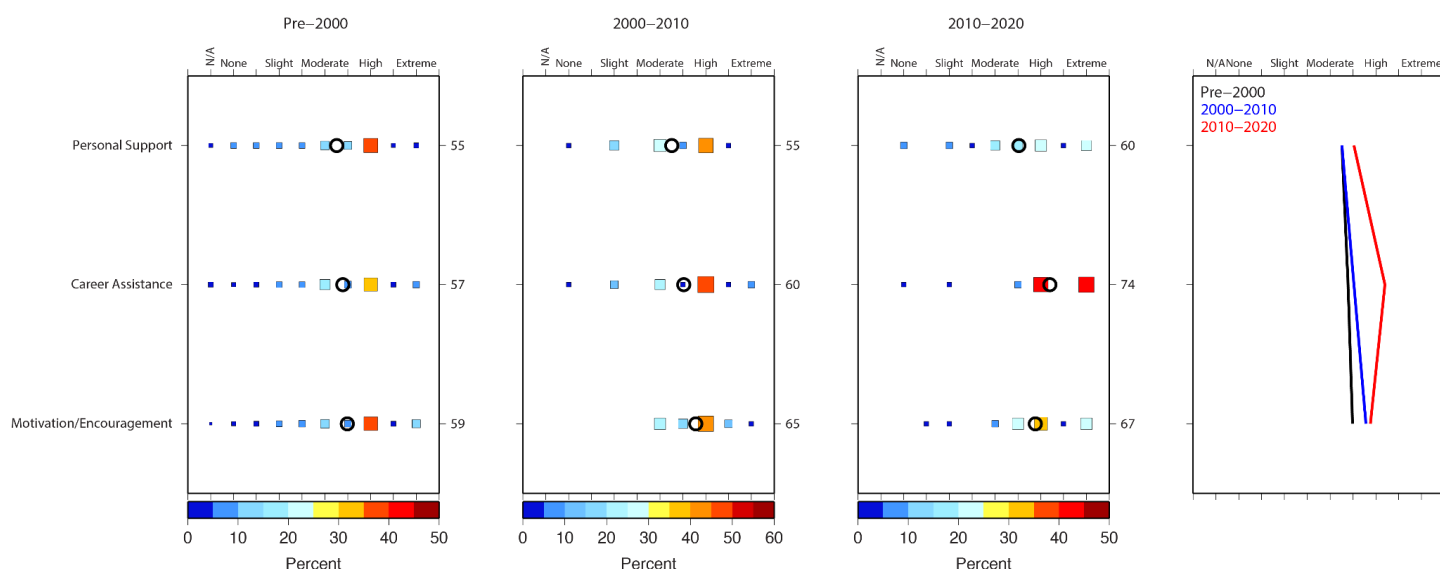 Pre−2000
2000−2010
2010−2020
N/A None Slight Moderate High Extreme
N/A None Slight Moderate High Extreme
N/A None Slight Moderate High Extreme
N/A None Slight Moderate High Extreme
Pre−2000
2000−2010
2010−2020
Personal Support 55 55 60
Career Assistance 57 60 74
Motivation/Encouragement 59 65 67
0 10 20 30 40 50
0 10 20 30 40 50 60
0 10 20 30 40 50
Percent
Percent
Percent